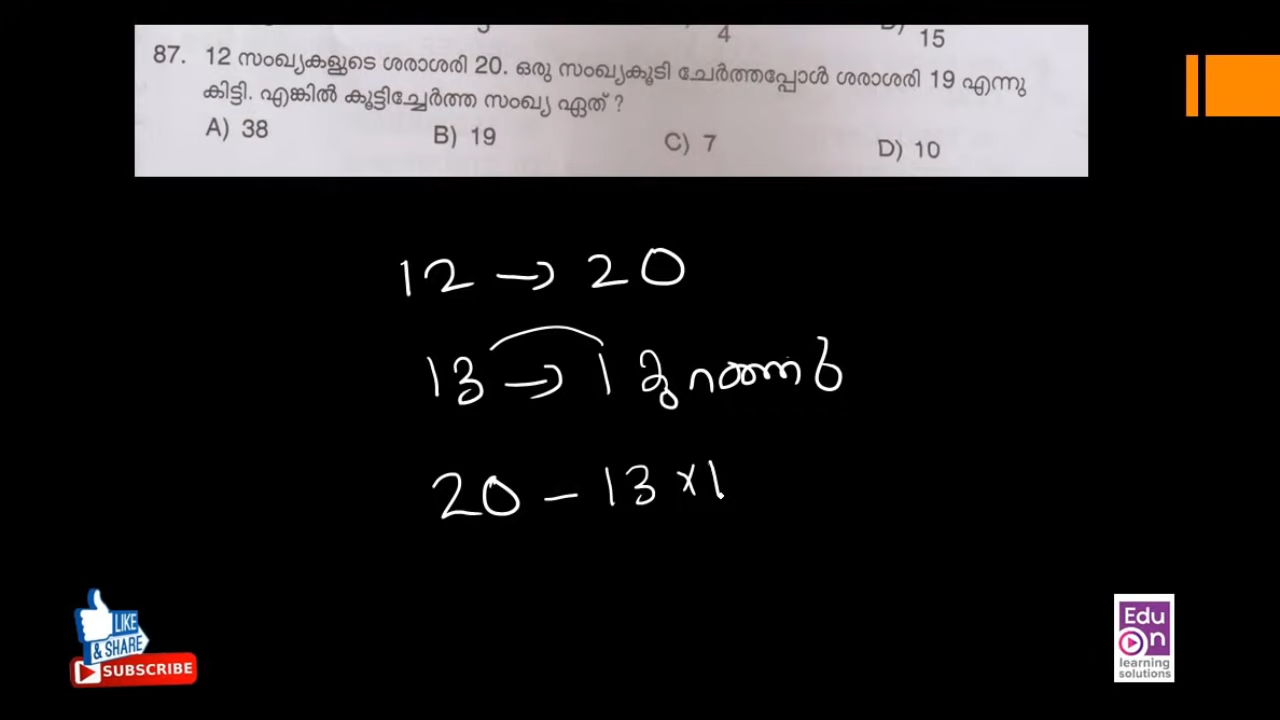 4
15
87. 12 സംഖ്യകളുടെ ശരാശരി 20. ഒരു സംഖ്യകൂടി ചേർത്തപ്പോൾ ശരാശരി 19 എന്നു
കിട്ടി. എങ്കിൽ കൂട്ടിച്ചേർത്ത സംഖ്യ ഏത് ?
A) 38 B) 19 C) 7 D) 10
12 → 20
13 → 1
20 - 13 × 1
LIKE
& SHARE
SUBSCRIBE
Edu
On
learning
solutions